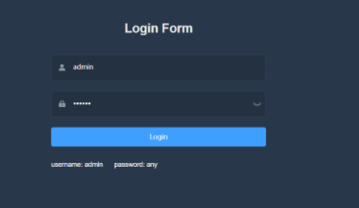 Login Form
admin
••••••
Login
username: admin password: any